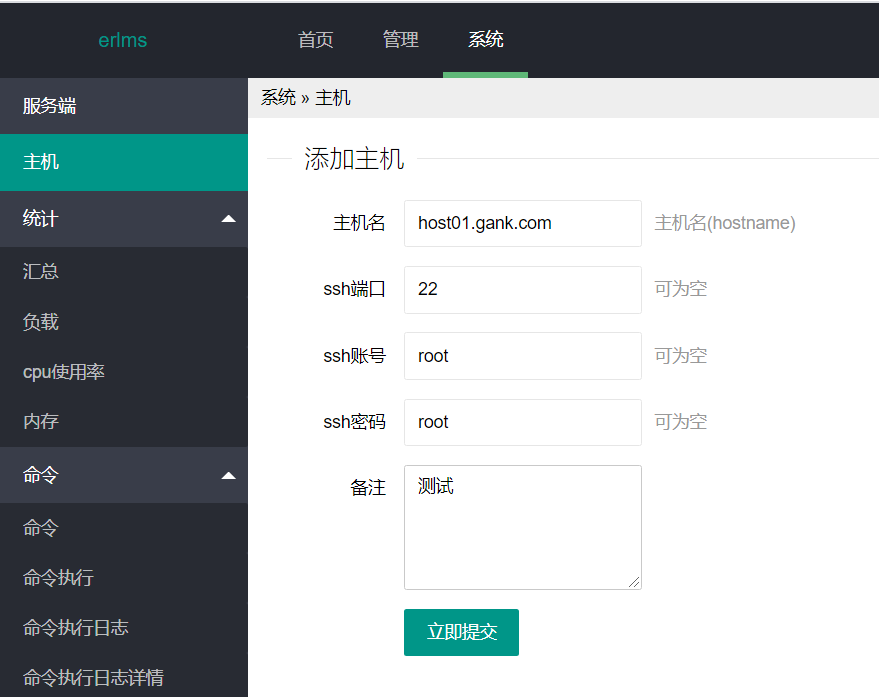 erlms 首页 管理 系统
服务端
主机
统计
汇总
负载
cpu使用率
内存
命令
命令
命令执行
命令执行日志
命令执行日志详情
系统 » 主机
添加主机
主机名 host01.gank.com 主机名(hostname)
ssh端口 22 可为空
ssh账号 root 可为空
ssh密码 root 可为空
备注 测试
立即提交